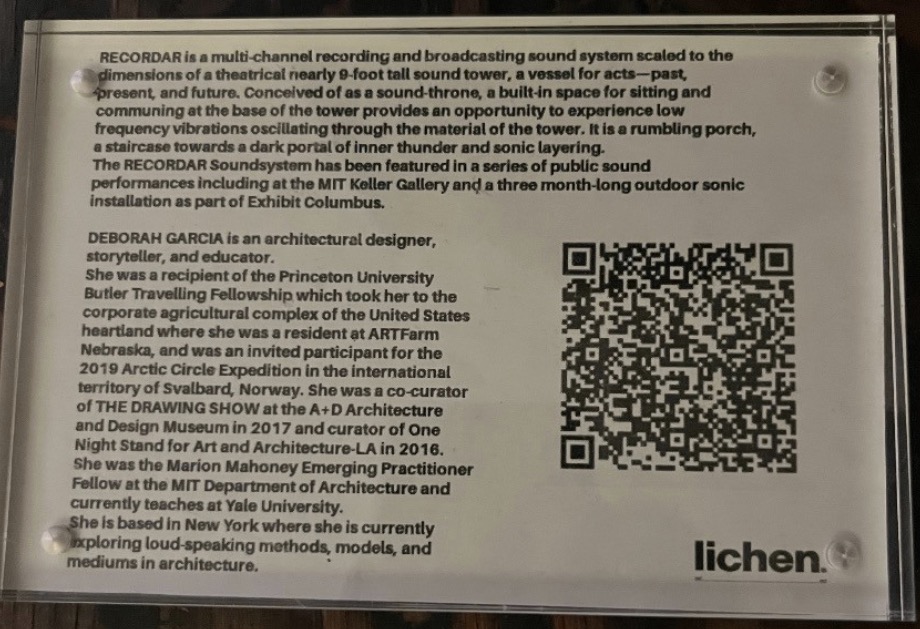 RECORDAR is a multi-channel recording and broadcasting sound system scaled to the
dimensions of a theatrical nearly 9-foot tall sound tower, a vessel for acts—past,
present, and future. Conceived of as a sound-throne, a built-in space for sitting and
communing at the base of the tower provides an opportunity to experience low
frequency vibrations oscillating through the material of the tower. It is a rumbling porch,
a staircase towards a dark portal of inner thunder and sonic layering.
The RECORDAR Soundsystem has been featured in a series of public sound
performances including at the MIT Keller Gallery and a three month-long outdoor sonic
installation as part of Exhibit Columbus.
DEBORAH GARCIA is an architectural designer,
storyteller, and educator.
She was a recipient of the Princeton University
Butler Travelling Fellowship which took her to the
corporate agricultural complex of the United States
heartland where she was a resident at ARTFarm
Nebraska, and was an invited participant for the
2019 Arctic Circle Expedition in the international
territory of Svalbard, Norway. She was a co-curator
of THE DRAWING SHOW at the A+D Architecture
and Design Museum in 2017 and curator of One
Night Stand for Art and Architecture-LA in 2016.
She was the Marion Mahoney Emerging Practitioner
Fellow at the MIT Department of Architecture and
currently teaches at Yale University.
She is based in New York where she is currently
exploring loud-speaking methods, models, and
mediums in architecture.
lichen.